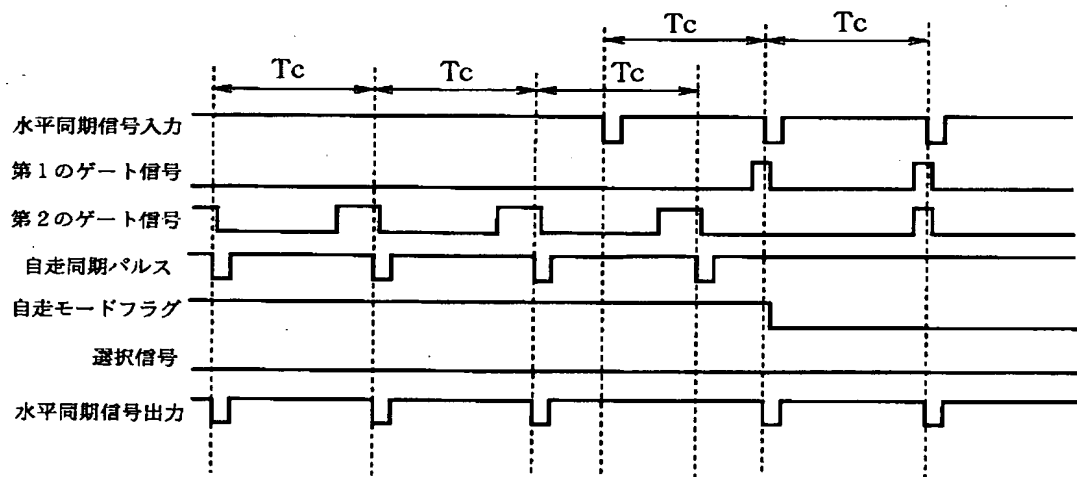 Tc Tc
Tc Tc Tc
水平同期信号入力
第1のゲート信号
第2のゲート信号
自走同期パルス
自走モードフラグ
選択信号
水平同期信号出力